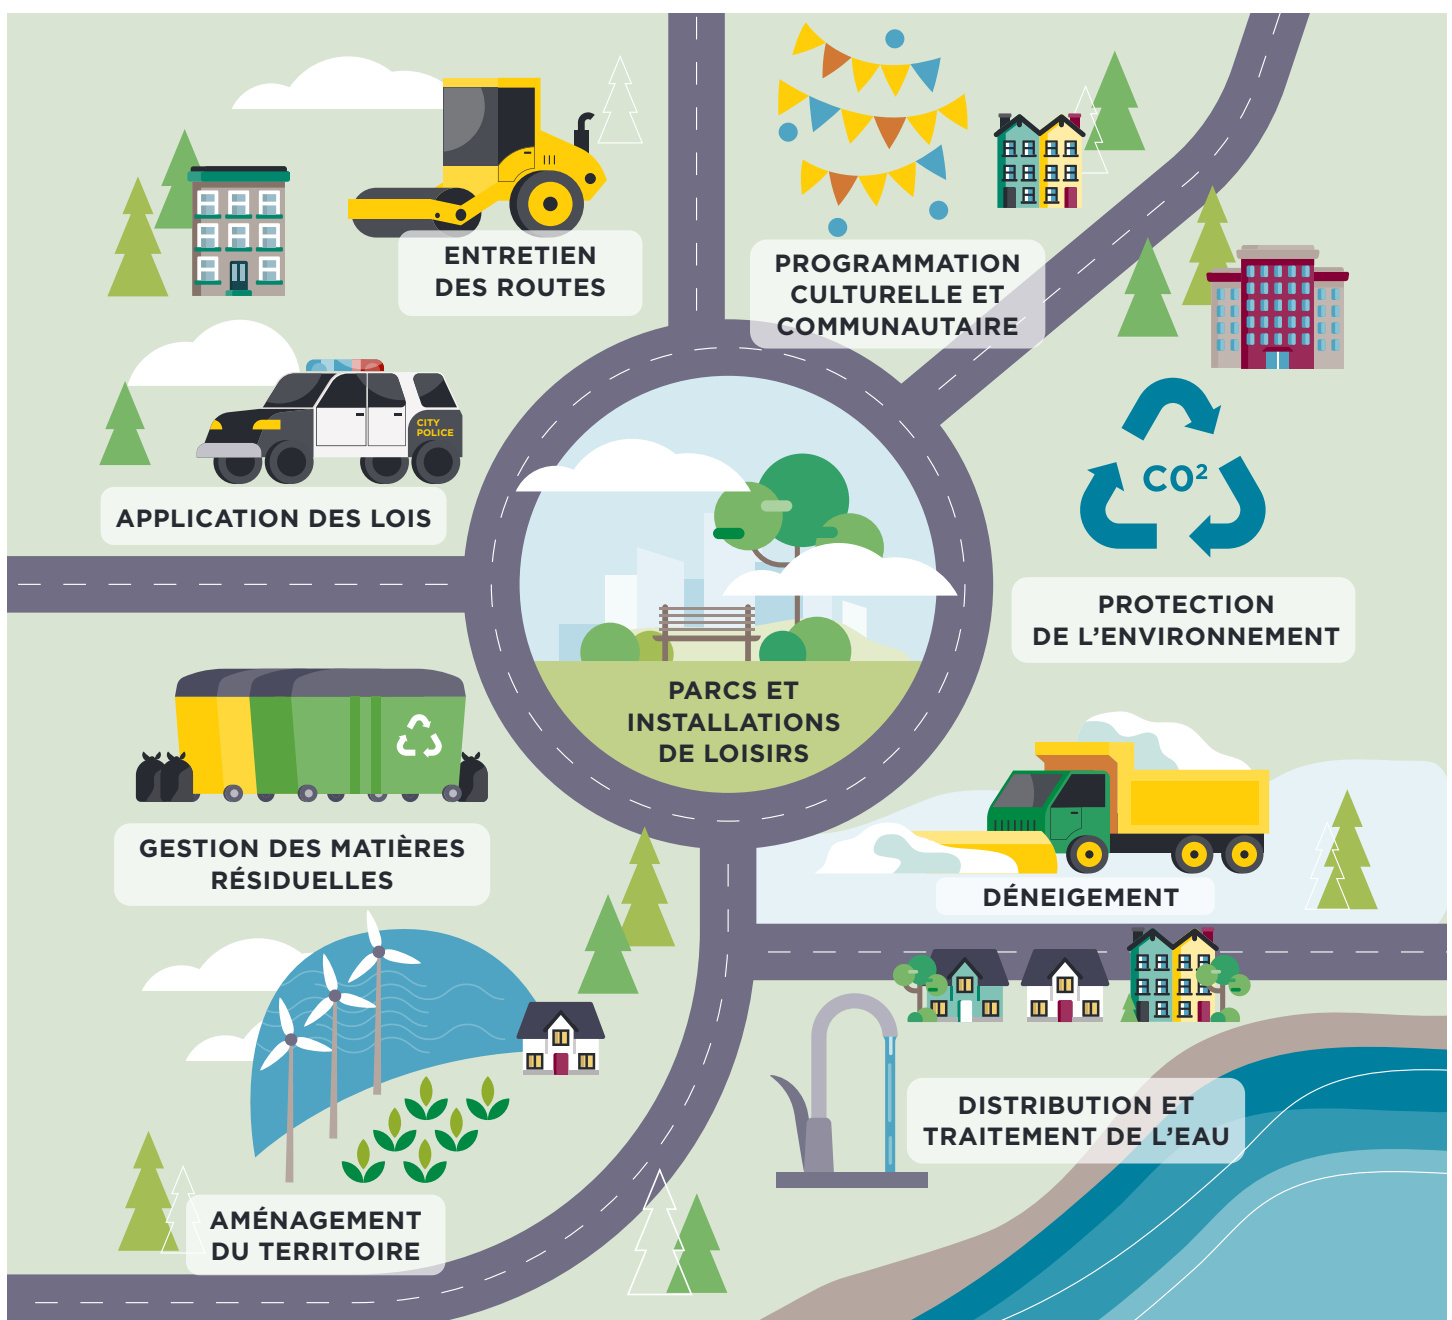 ENTRETIEN
DES ROUTES
PROGRAMMATION
CULTURELLE ET
COMMUNAUTAIRE
CITY
POLICE
APPLICATION DES LOIS
CO²
PROTECTION
DE L’ENVIRONNEMENT
PARCS ET
INSTALLATIONS
DE LOISIRS
GESTION DES MATIÈRES
RÉSIDUELLES
DÉNEIGEMENT
DISTRIBUTION ET
TRAITEMENT DE L’EAU
AMÉNAGEMENT
DU TERRITOIRE